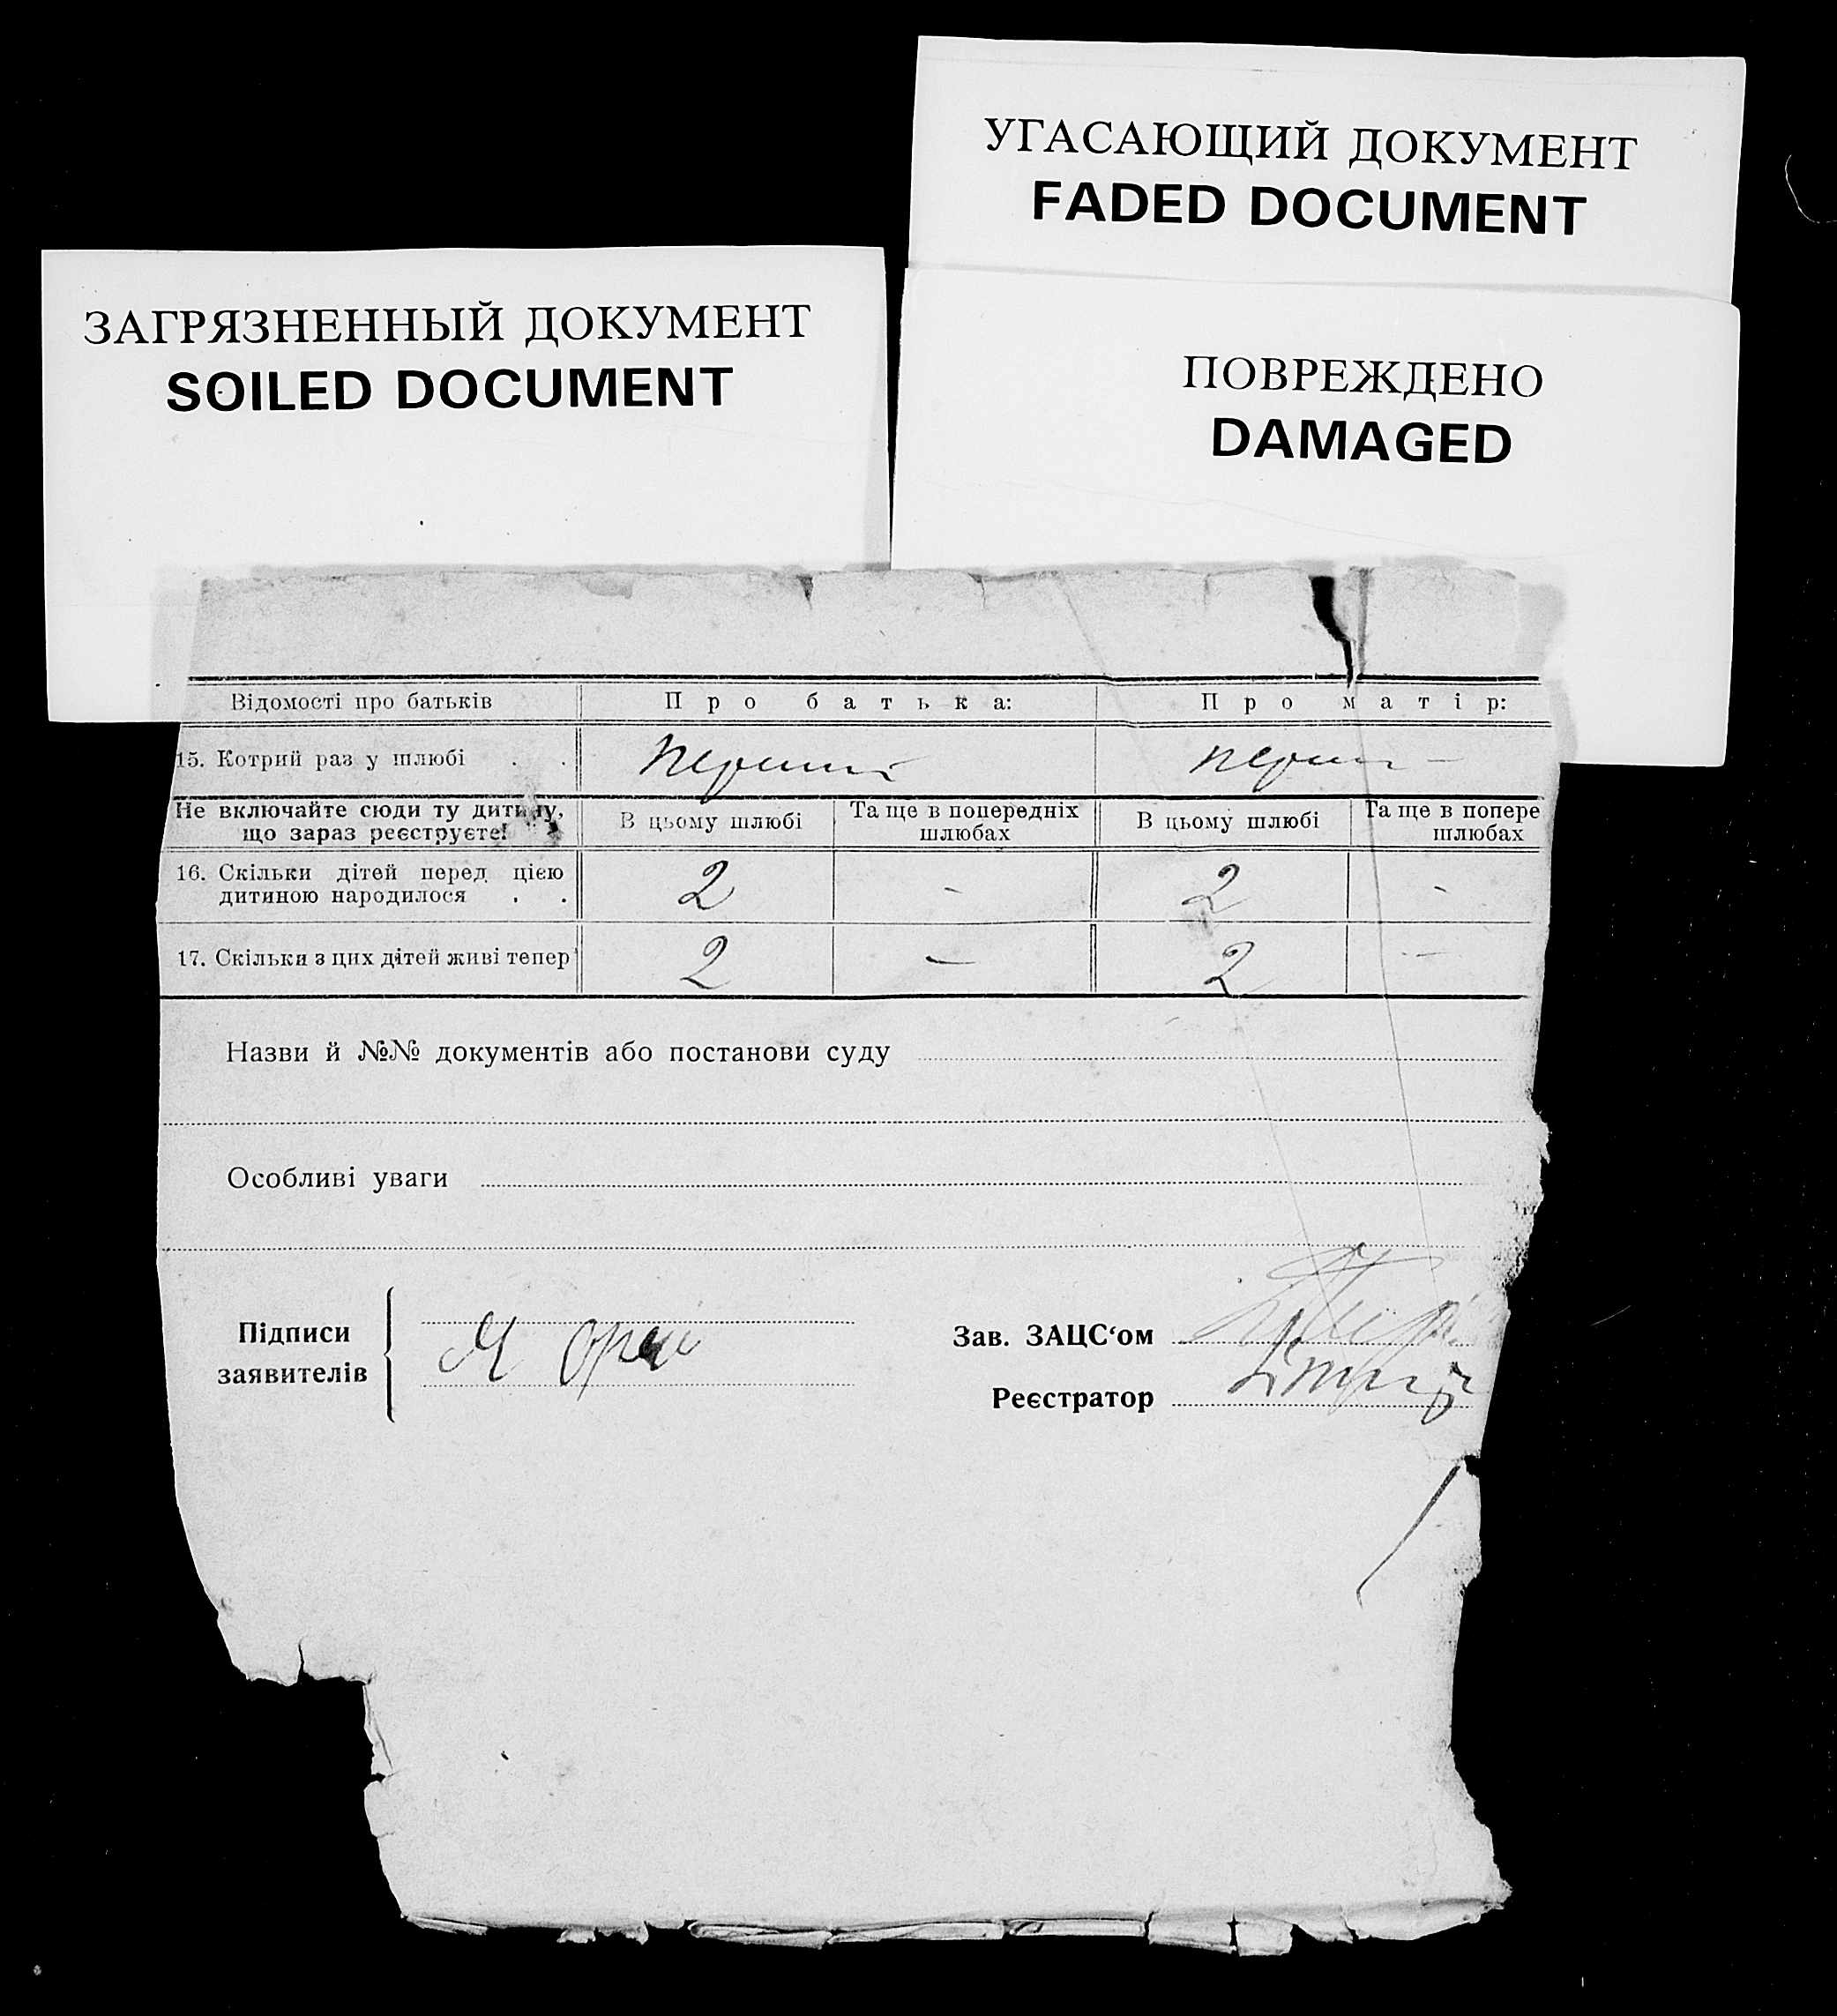 УГАСАЮЩИЙ ДОКУМЕНТ
FADED DOCUMENT
ЗАГРЯЗНЕННЫЙ ДОКУМЕНТ
SOILED DOCUMENT
ПОВРЕЖДЕНО
DAMAGED
Відомості про батьків Про батька: Про матір:
15. Котрий раз у шлюбі . . перший
Не включайте сюди ту дитину, що зараз реєструєте! В цьому шлюбі Та ще в попередніх шлюбах В цьому шлюбі Та ще в попере шлюбах
16. Скільки дітей перед цією дитиною народилося . . 2 - 2 -
17. Скільки з цих дітей живі тепер 2 — 2 —
Назви й №№ документів або постанови суду
Особливі уваги
Підписи заявителів
Зав. ЗАЦС‘ом
Реєстратор